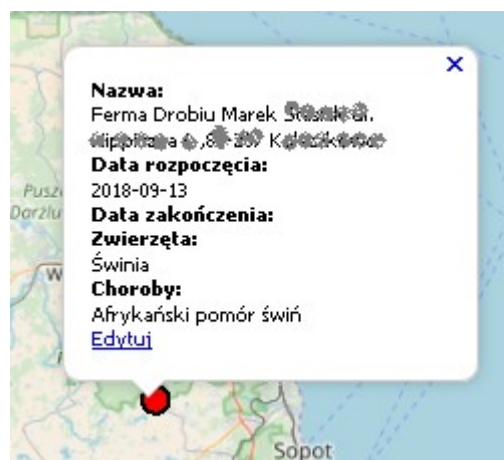 Nazwa:
Ferma Drobiu Marek ul.
Data rozpoczęcia:
2018-09-13
Data zakończenia:
Zwierzęta:
Świnia
Choroby:
Afrykański pomór świń
Edytuj
Sopot